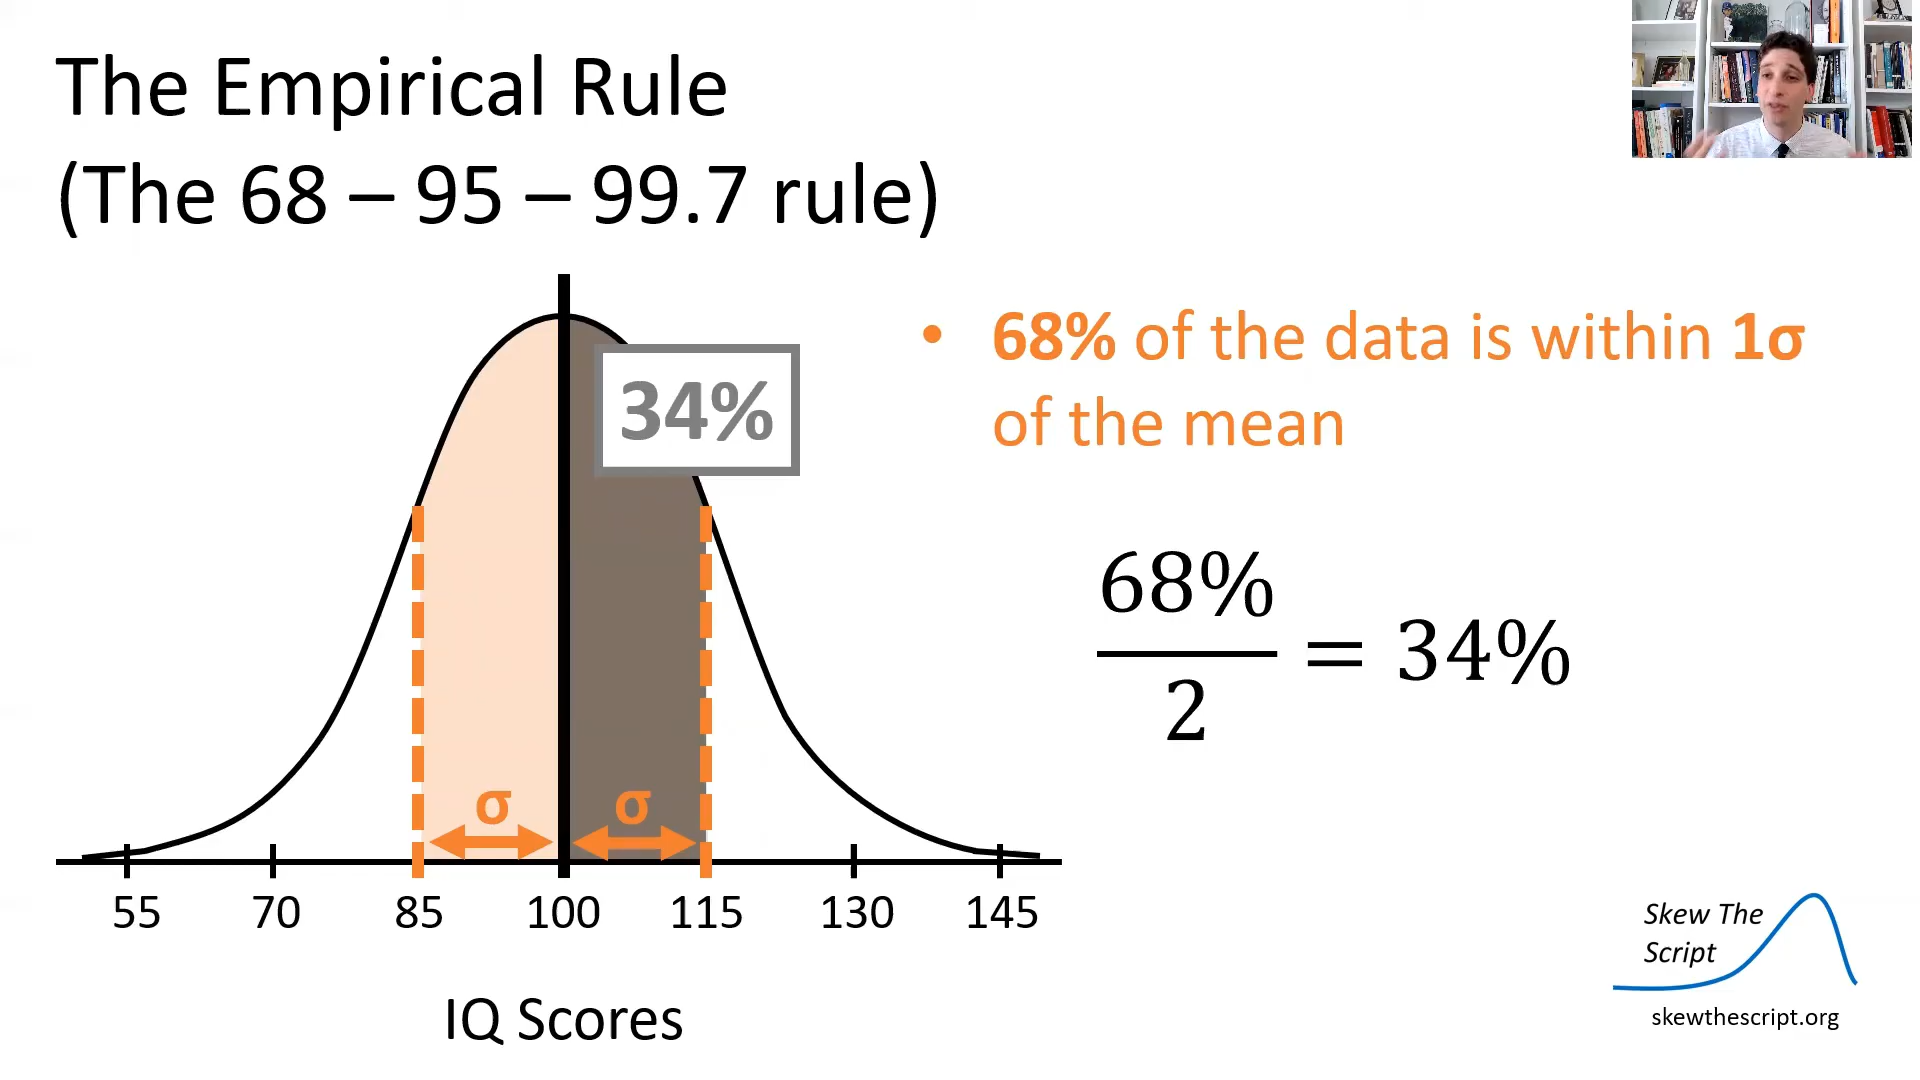 The Empirical Rule
(The 68 – 95 – 99.7 rule)
34%
• 68% of the data is within 1σ
of the mean
68%
2
= 34%
σ σ
55 70 85 100 115 130 145
IQ Scores
Skew The
Script
skewthescript.org